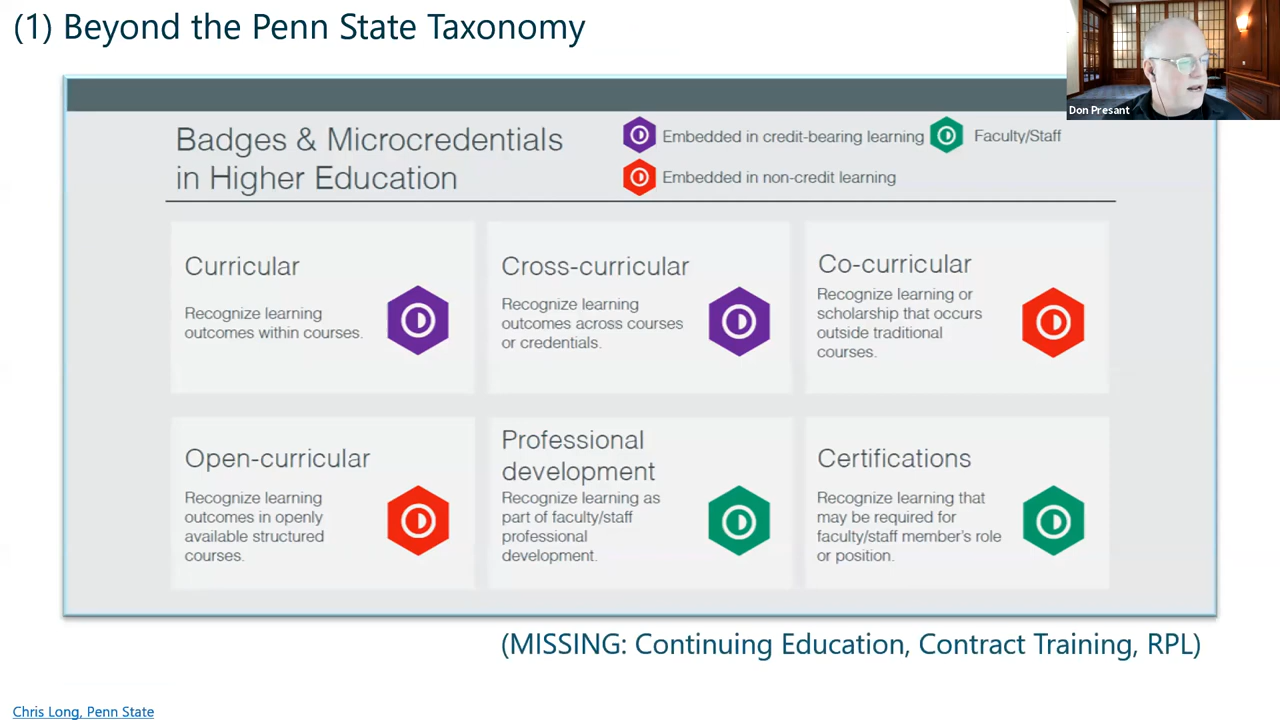 (1) Beyond the Penn State Taxonomy
Don Presant
Badges & Microcredentials
in Higher Education
Embedded in credit-bearing learning
Faculty/Staff
Embedded in non-credit learning
Curricular
Recognize learning
outcomes within courses.
Cross-curricular
Recognize learning
outcomes across courses
or credentials.
Co-curricular
Recognize learning or
scholarship that occurs
outside traditional
courses.
Open-curricular
Recognize learning
outcomes in openly
available structured
courses.
Professional
development
Recognize learning as
part of faculty/staff
professional
development.
Certifications
Recognize learning that
may be required for
faculty/staff member's role
or position.
(MISSING: Continuing Education, Contract Training, RPL)
Chris Long, Penn State